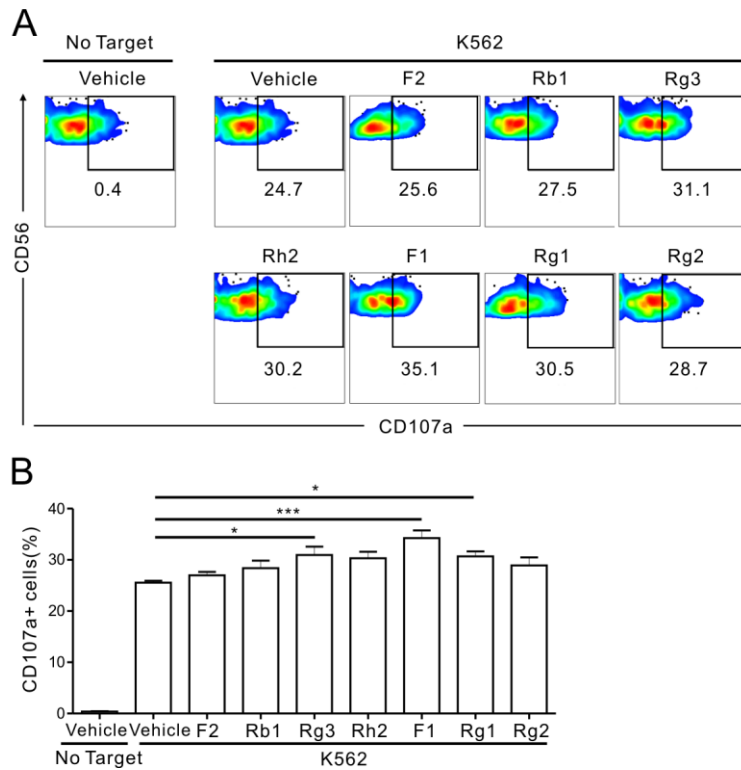 A
No Target
K562
Vehicle
Vehicle
F2
Rb1
Rg3
0.4
24.7
25.6
27.5
31.1
Rh2
F1
Rg1
Rg2
30.2
35.1
30.5
28.7
CD56
CD107a
B
CD107a+ cells(%)
40
30
20
10
0
*
***
*
Vehicle Vehicle F2 Rb1 Rg3 Rh2 F1 Rg1 Rg2
No Target K562